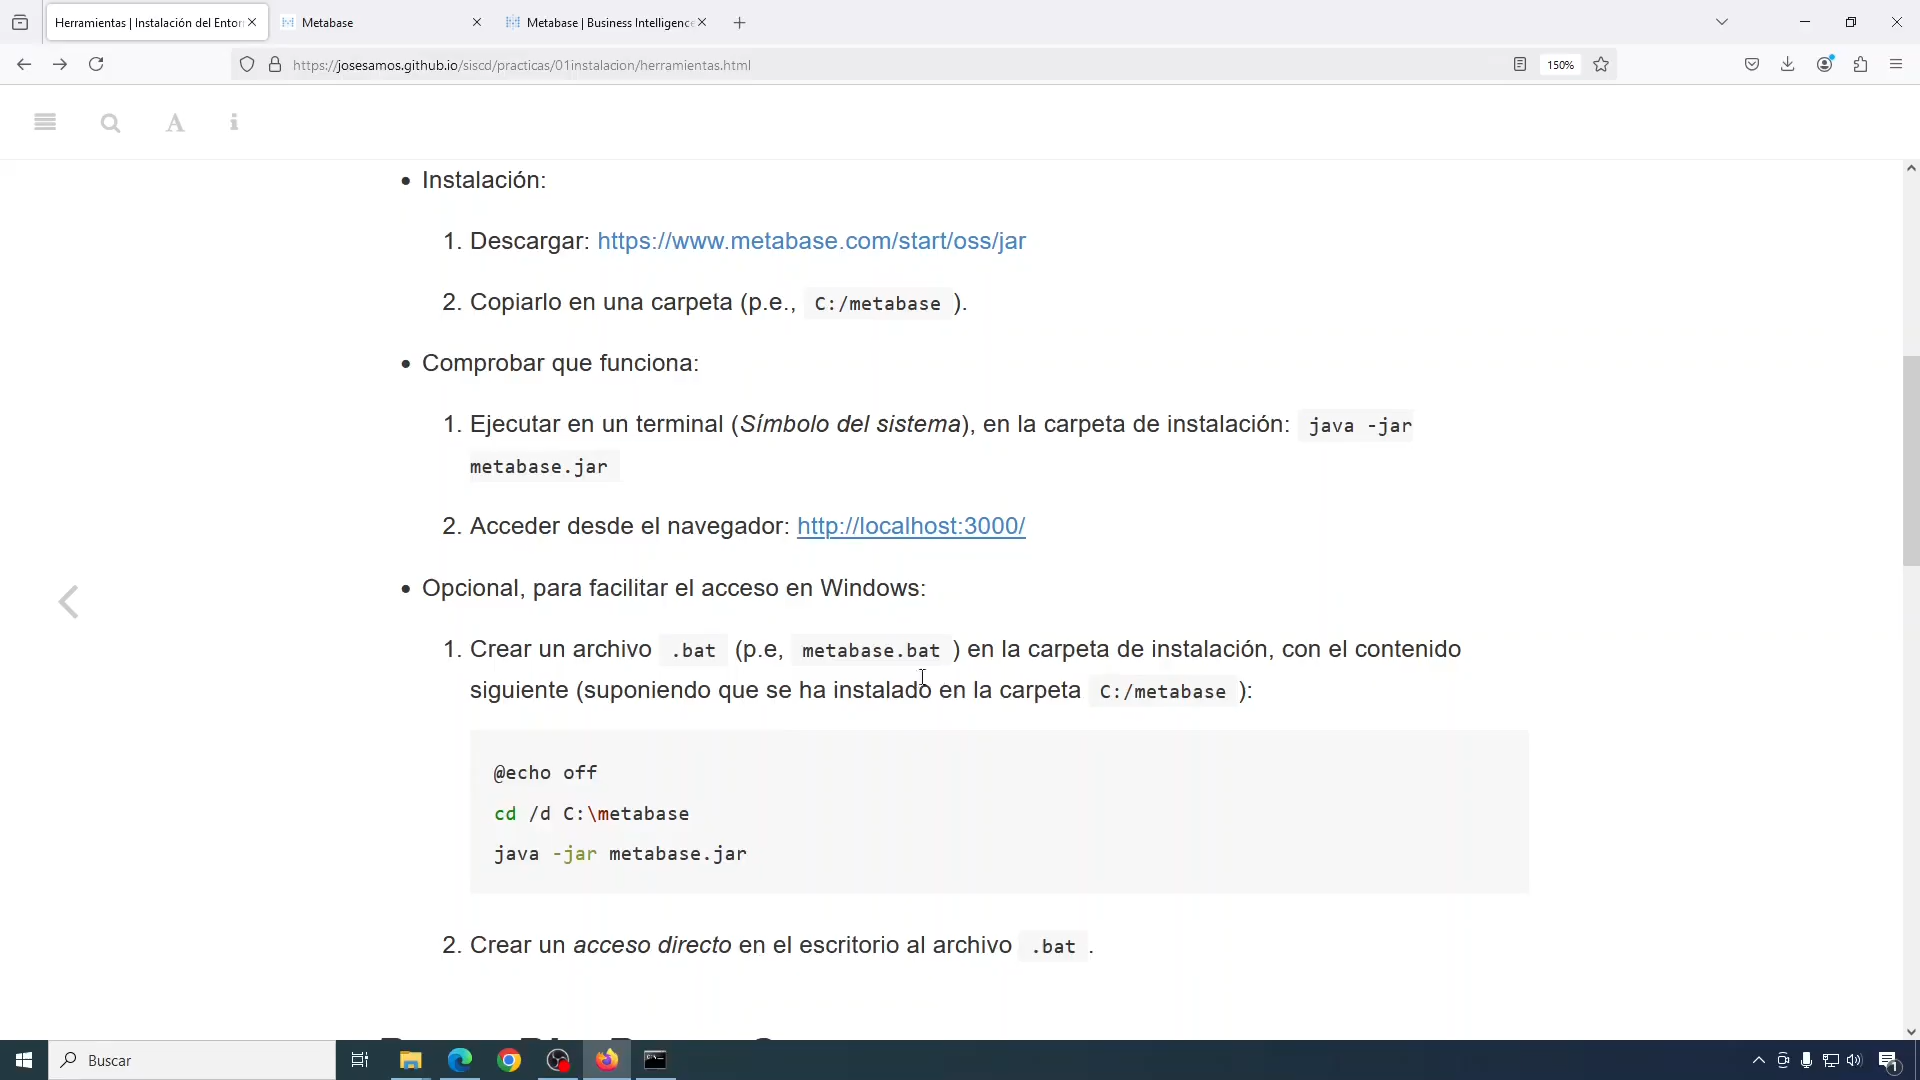 Herramientas | Instalación del Entor
Metabase
Metabase | Business Intelligence
https://josesamos.github.io/siscd/practicas/01instalacion/herramientas.html
150%
• Instalación:
1. Descargar: https://www.metabase.com/start/oss/jar
2. Copiarlo en una carpeta (p.e., C:/metabase ).
• Comprobar que funciona:
1. Ejecutar en un terminal (Símbolo del sistema), en la carpeta de instalación: java -jar
metabase.jar
2. Acceder desde el navegador: http://localhost:3000/
• Opcional, para facilitar el acceso en Windows:
1. Crear un archivo .bat (p.e, metabase.bat ) en la carpeta de instalación, con el contenido
siguiente (suponiendo que se ha instalado en la carpeta C:/metabase ):
@echo off
cd /d C:\metabase
java -jar metabase.jar
2. Crear un acceso directo en el escritorio al archivo .bat .
Buscar
1